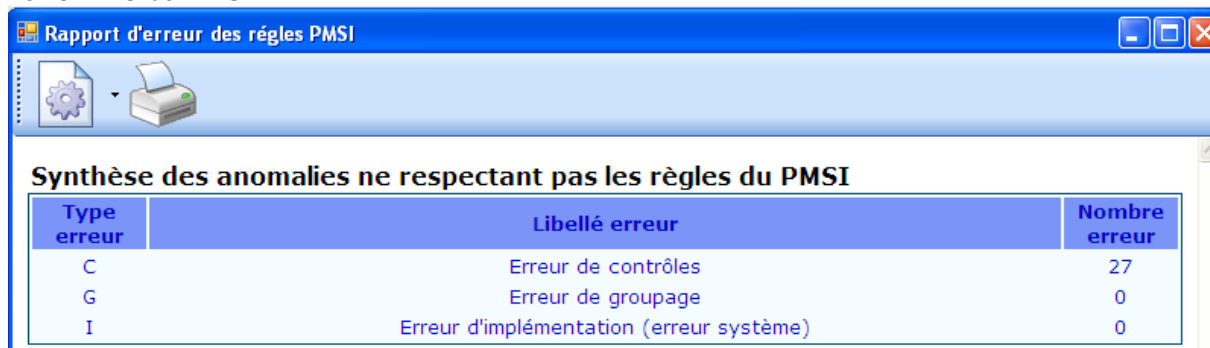 Rapport d'erreur des régles PMSI
Synthèse des anomalies ne respectant pas les règles du PMSI
Type erreur Libellé erreur Nombre erreur
C Erreur de contrôles 27
G Erreur de groupage 0
I Erreur d'implémentation (erreur système) 0